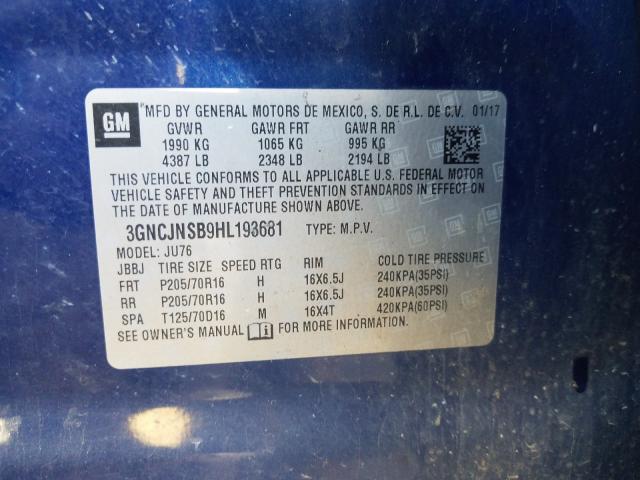 GM
MFD BY GENERAL MOTORS DE MEXICO, S. DE R.L. DE C.V. 01/17
GVWR GAWR FRT GAWR RR
1990 KG 1065 KG 995 KG
4387 LB 2348 LB 2194 LB
THIS VEHICLE CONFORMS TO ALL APPLICABLE U.S. FEDERAL MOTOR
VEHICLE SAFETY AND THEFT PREVENTION STANDARDS IN EFFECT ON
THE DATE OF MANUFACTURE SHOWN ABOVE.
3GNCJNSB9HL193681 TYPE: M.P.V.
MODEL: JU76
JBBJ TIRE SIZE SPEED RTG RIM COLD TIRE PRESSURE
FRT P205/70R16 H 16X6.5J 240KPA(35PSI)
RR P205/70R16 H 16X6.5J 240KPA(35PSI)
SPA T125/70D16 M 16X4T 420KPA(60PSI)
SEE OWNER'S MANUAL FOR MORE INFORMATION.